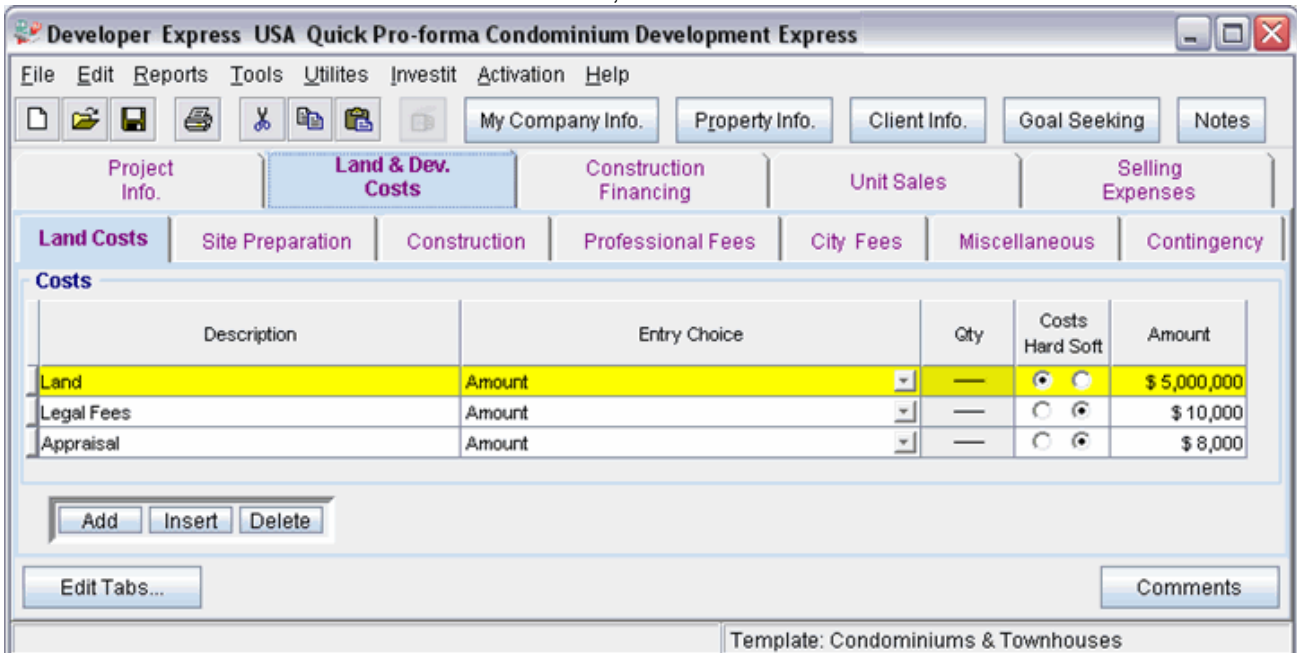 Developer Express USA Quick Pro-forma Condominium Development Express
File Edit Reports Tools Utilites Investit Activation Help
My Company Info. Property Info. Client Info. Goal Seeking Notes
Project Info. Land & Dev. Costs Construction Financing Unit Sales Selling Expenses
Land Costs Site Preparation Construction Professional Fees City Fees Miscellaneous Contingency
Costs
Description Entry Choice Qty Costs Hard Soft Amount
Land Amount — $ 5,000,000
Legal Fees Amount — $ 10,000
Appraisal Amount — $ 8,000
Add Insert Delete
Edit Tabs... Comments
Template: Condominiums & Townhouses